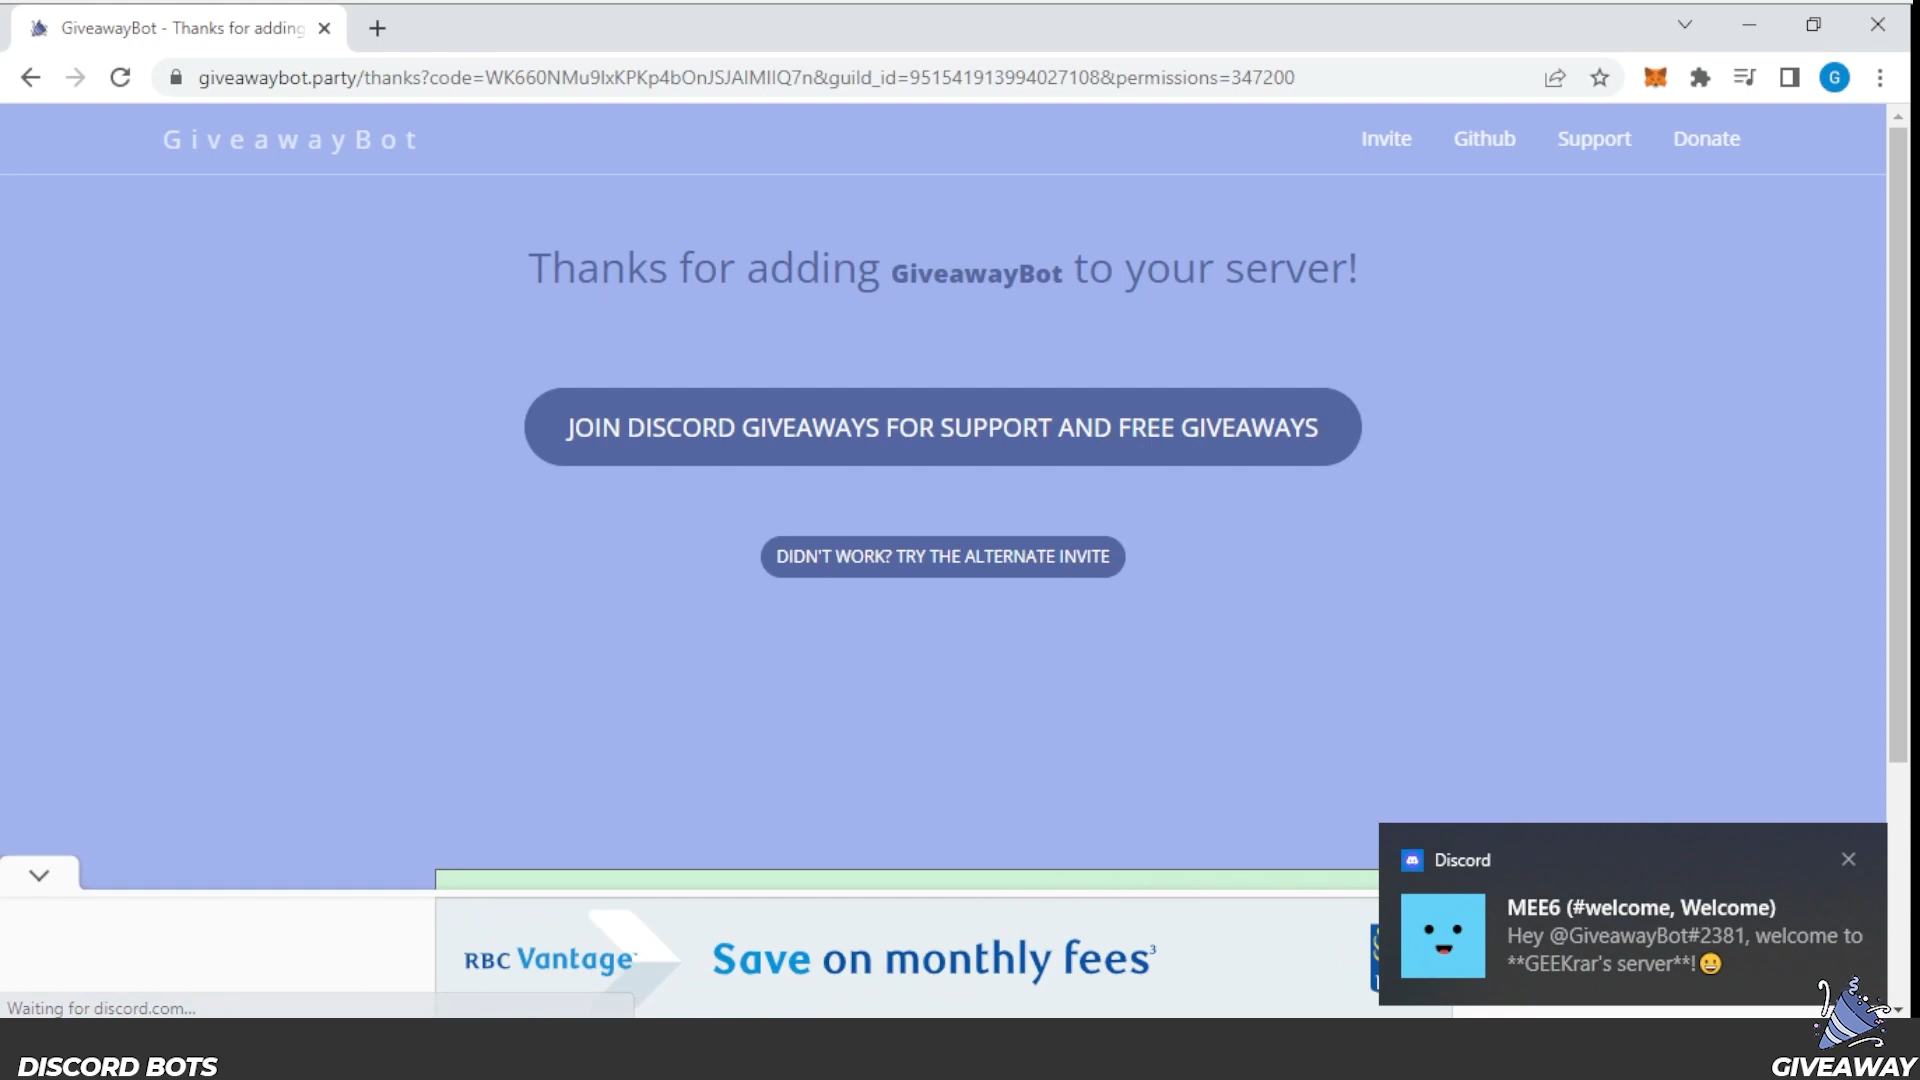 GiveawayBot - Thanks for adding
giveawaybot.party/thanks?code=WK660NMu9IxKPKp4bOnJSJAlMIIQ7n&guild_id=951541913994027108&permissions=347200
G
GiveawayBot
Invite
Github
Support
Donate
Thanks for adding GiveawayBot to your server!
JOIN DISCORD GIVEAWAYS FOR SUPPORT AND FREE GIVEAWAYS
DIDN'T WORK? TRY THE ALTERNATE INVITE
Discord
MEE6 (#welcome, Welcome)
Hey @GiveawayBot#2381, welcome to
**GEEKrar's server**! 😀
RBC Vantage
Save on monthly fees³
Waiting for discord.com...
DISCORD BOTS
GIVEAWAY